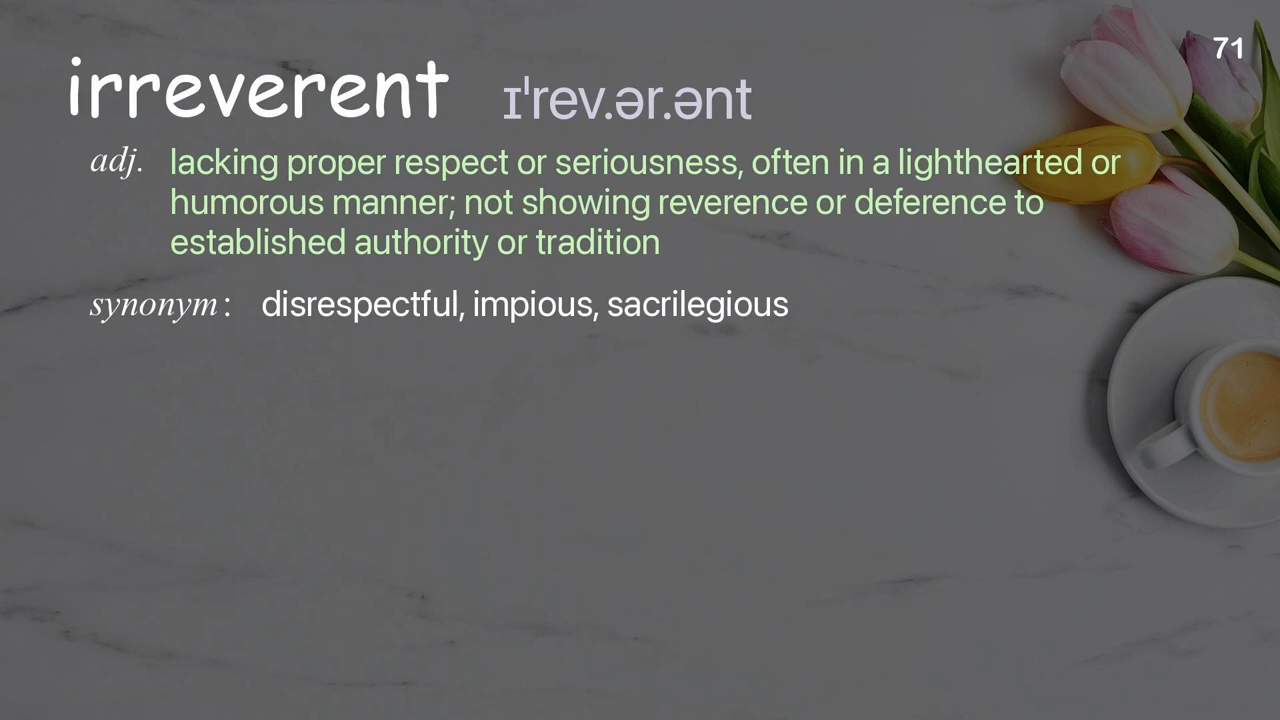 71
irreverent ɪˈrev.ər.ənt
adj. lacking proper respect or seriousness, often in a lighthearted or
humorous manner; not showing reverence or deference to
established authority or tradition
synonym: disrespectful, impious, sacrilegious